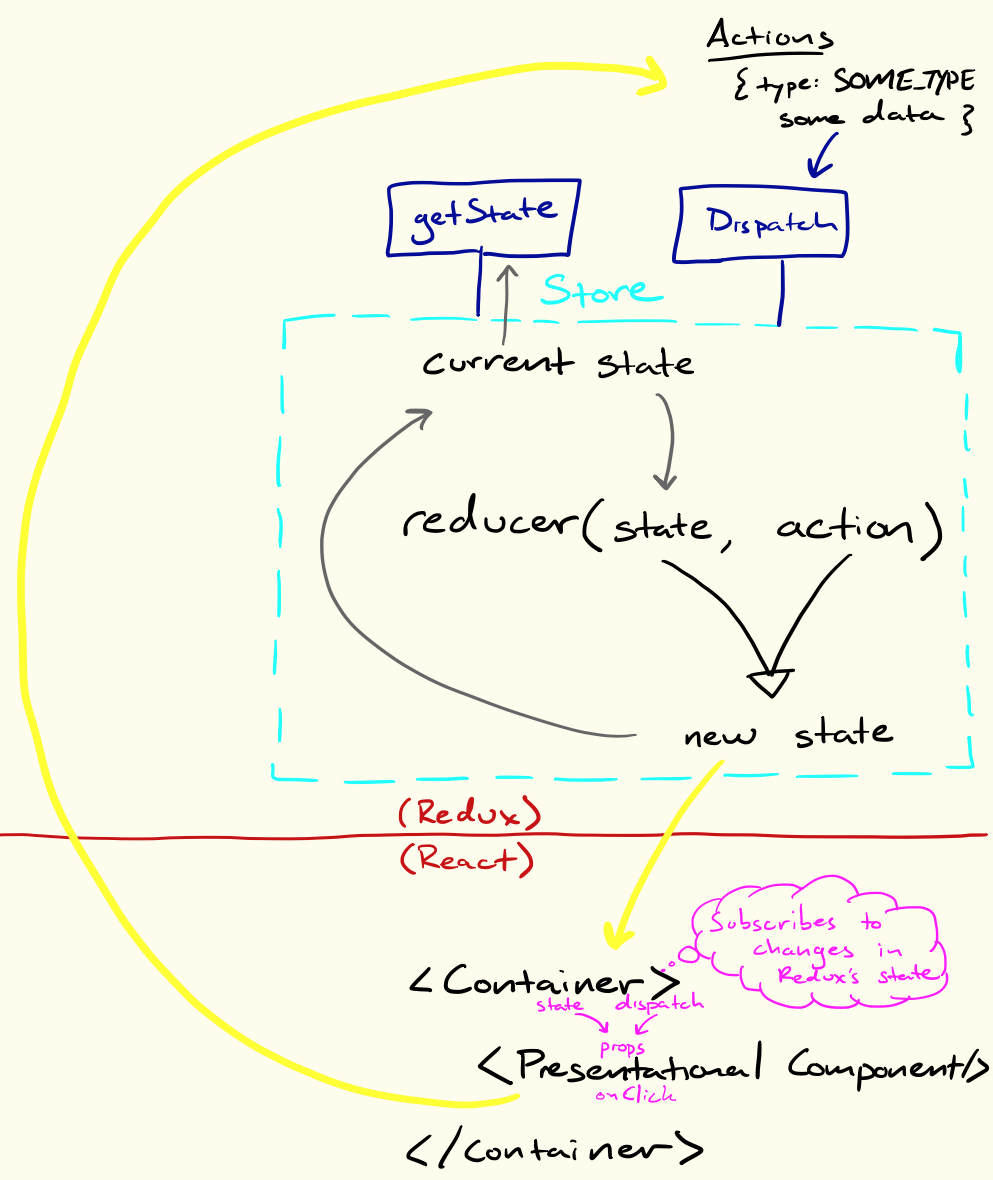 Actions
{ type: SOME_TYPE
some data }
getState
Dispatch
Store
current state
reducer(state, action)
new state
(Redux)
(React)
Subscribes to
changes in
Redux's state
<Container>
state dispatch
props
<Presentational Component/>
onClick
</Container>